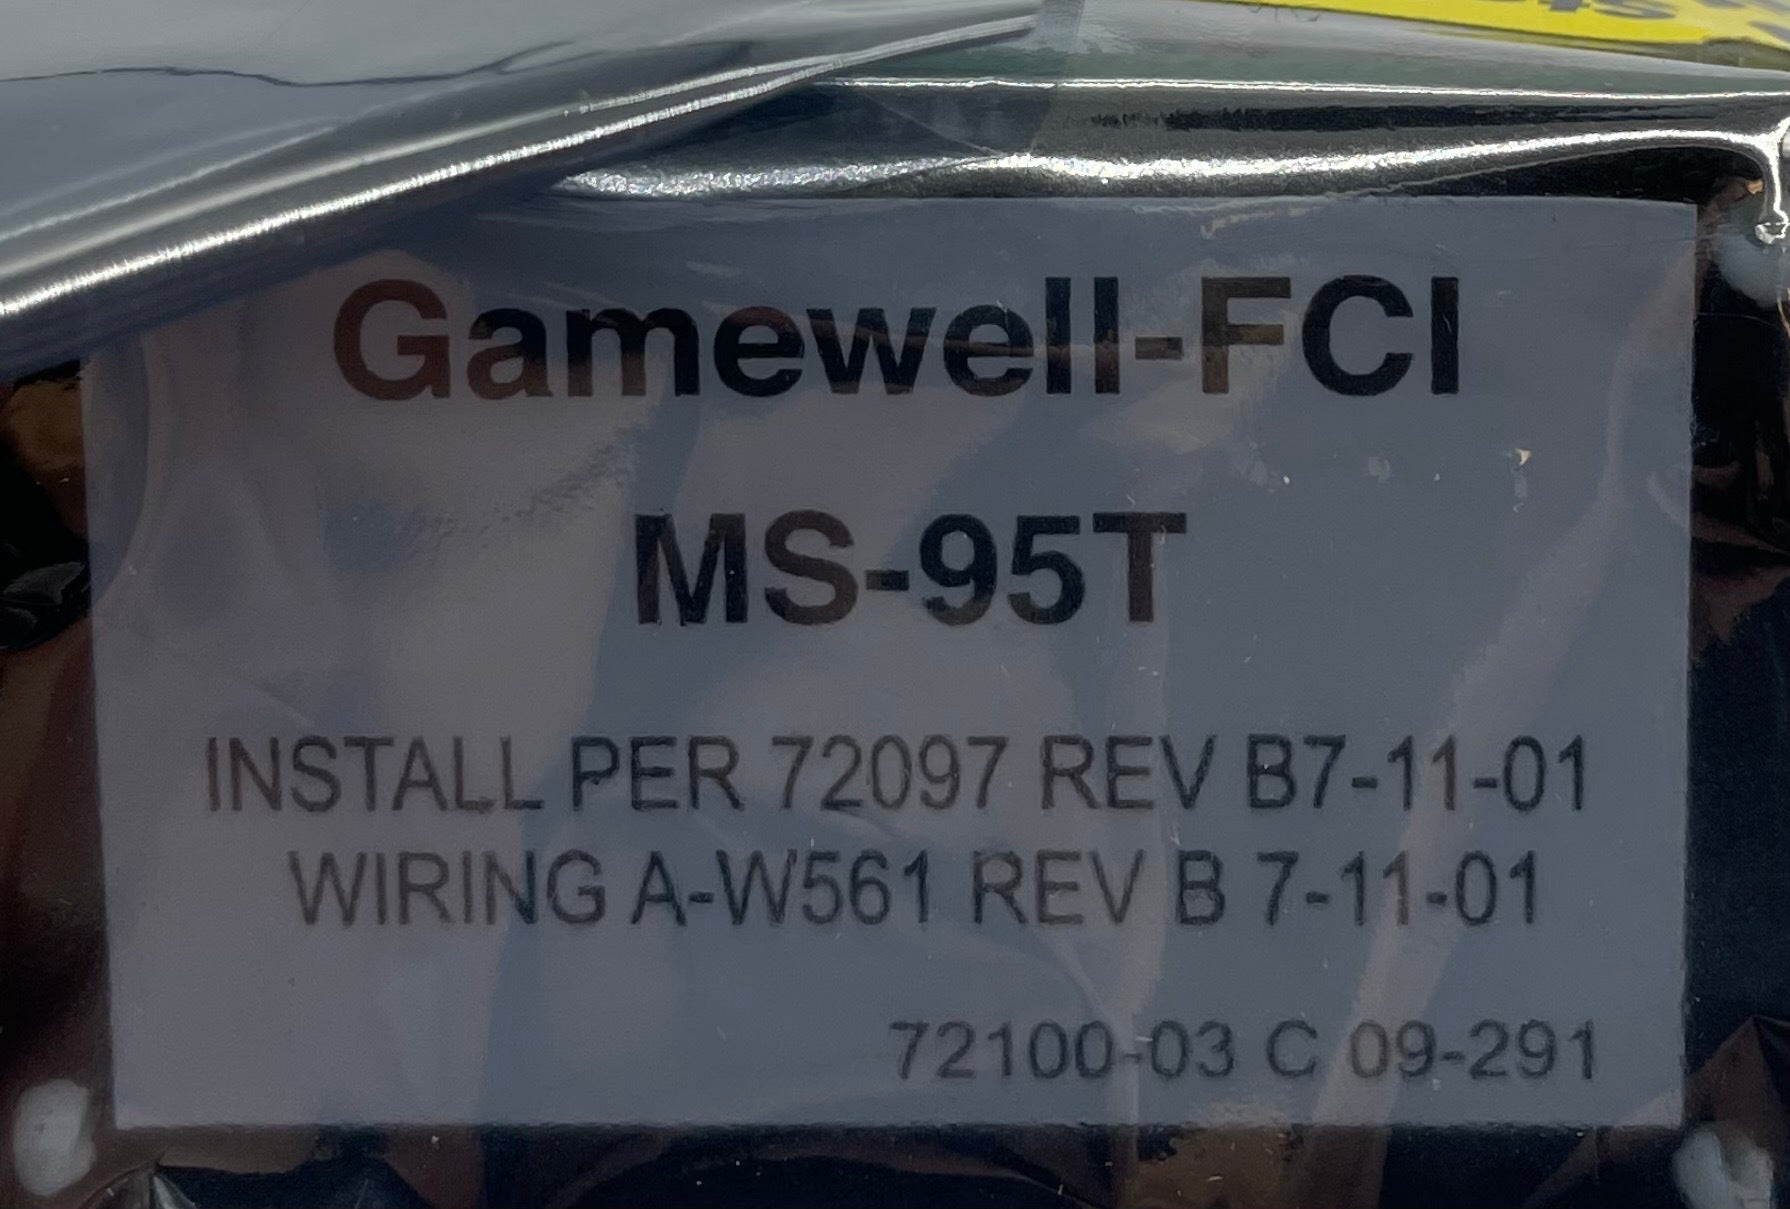 Gamewell-FCI
MS-95T
INSTALL PER 72097 REV B7-11-01
WIRING A-W561 REV B 7-11-01
72100-03 C 09-291